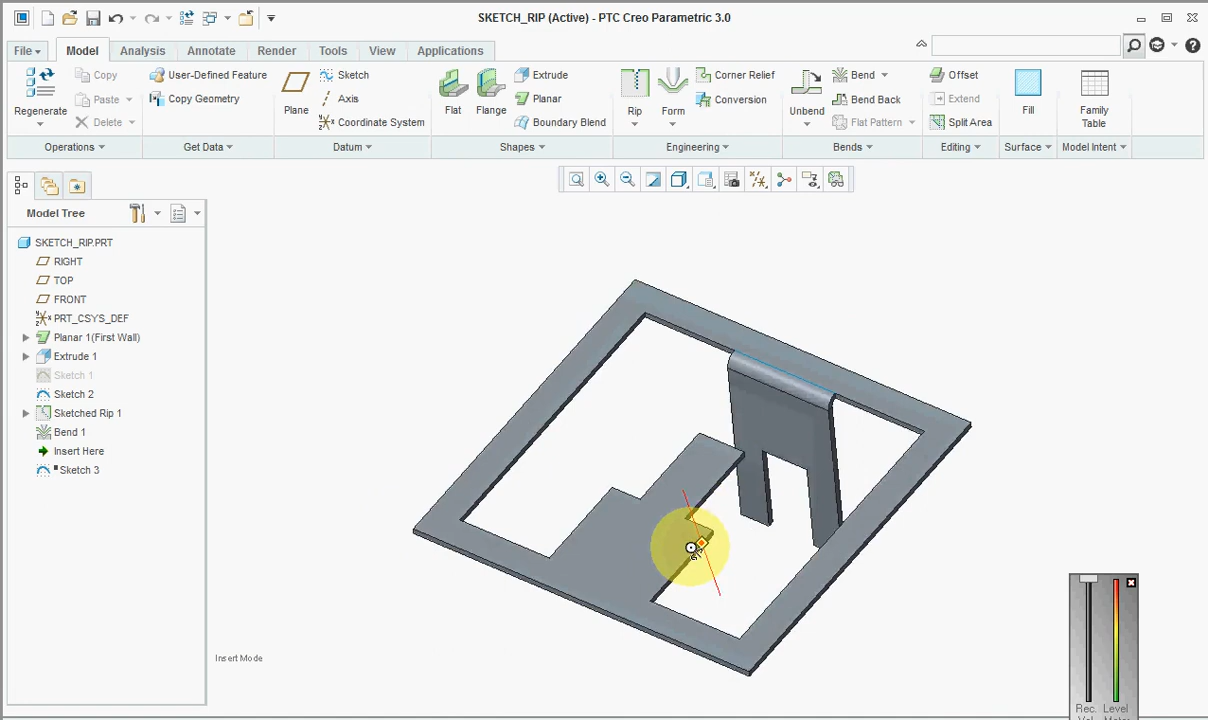 SKETCH_RIP (Active) - PTC Creo Parametric 3.0
File Model Analysis Annotate Render Tools View Applications
Regenerate Copy Paste Delete
User-Defined Feature
Copy Geometry
Plane Sketch Axis Coordinate System
Flat Flange Extrude Planar Boundary Blend
Rip Form Corner Relief Conversion
Unbend Bend Bend Back Flat Pattern
Offset Extend Split Area
Fill
Family Table
Operations Get Data Datum Shapes Engineering Bends Editing Surface Model Intent
Model Tree
SKETCH_RIP.PRT
RIGHT
TOP
FRONT
PRT_CSYS_DEF
Planar 1(First Wall)
Extrude 1
Sketch 1
Sketch 2
Sketched Rip 1
Bend 1
Insert Here
Sketch 3
Insert Mode
Rec. Level